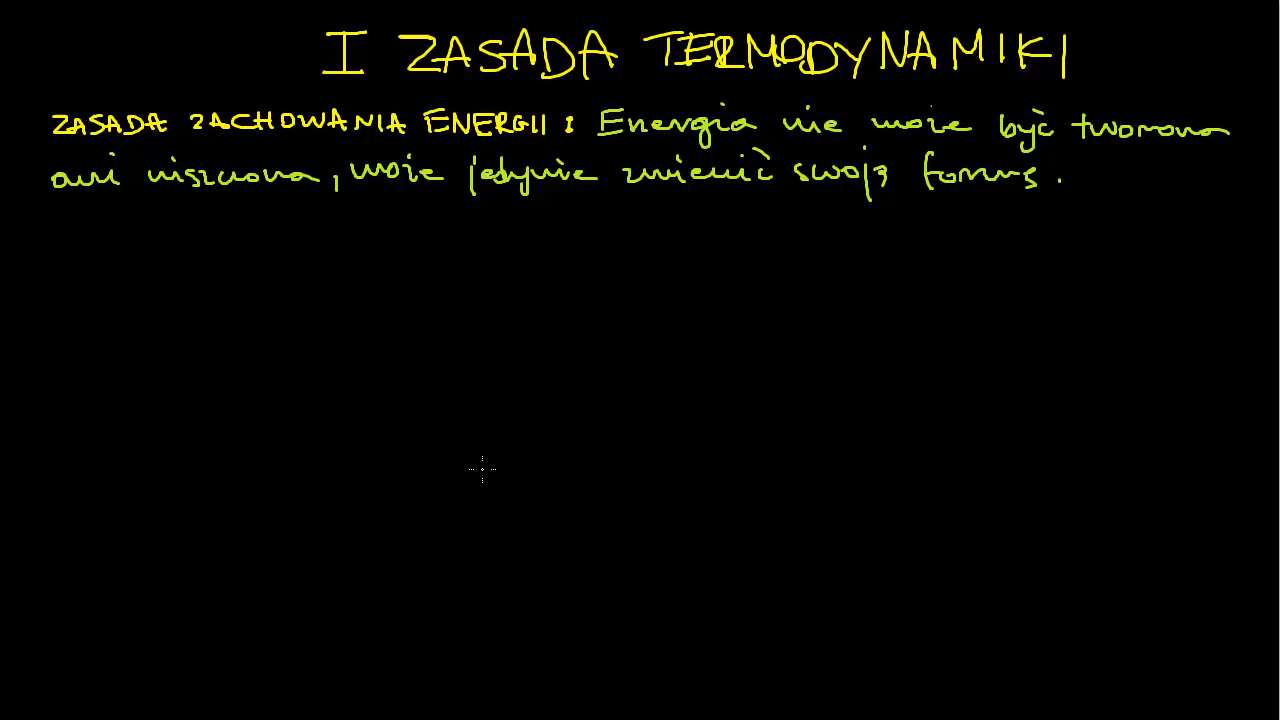 I ZASADA TERMODYNAMIKI
ZASADA ZACHOWANIA ENERGII : Energia nie może być tworzona
ani niszczona, może jedynie zmienić swoją formę.